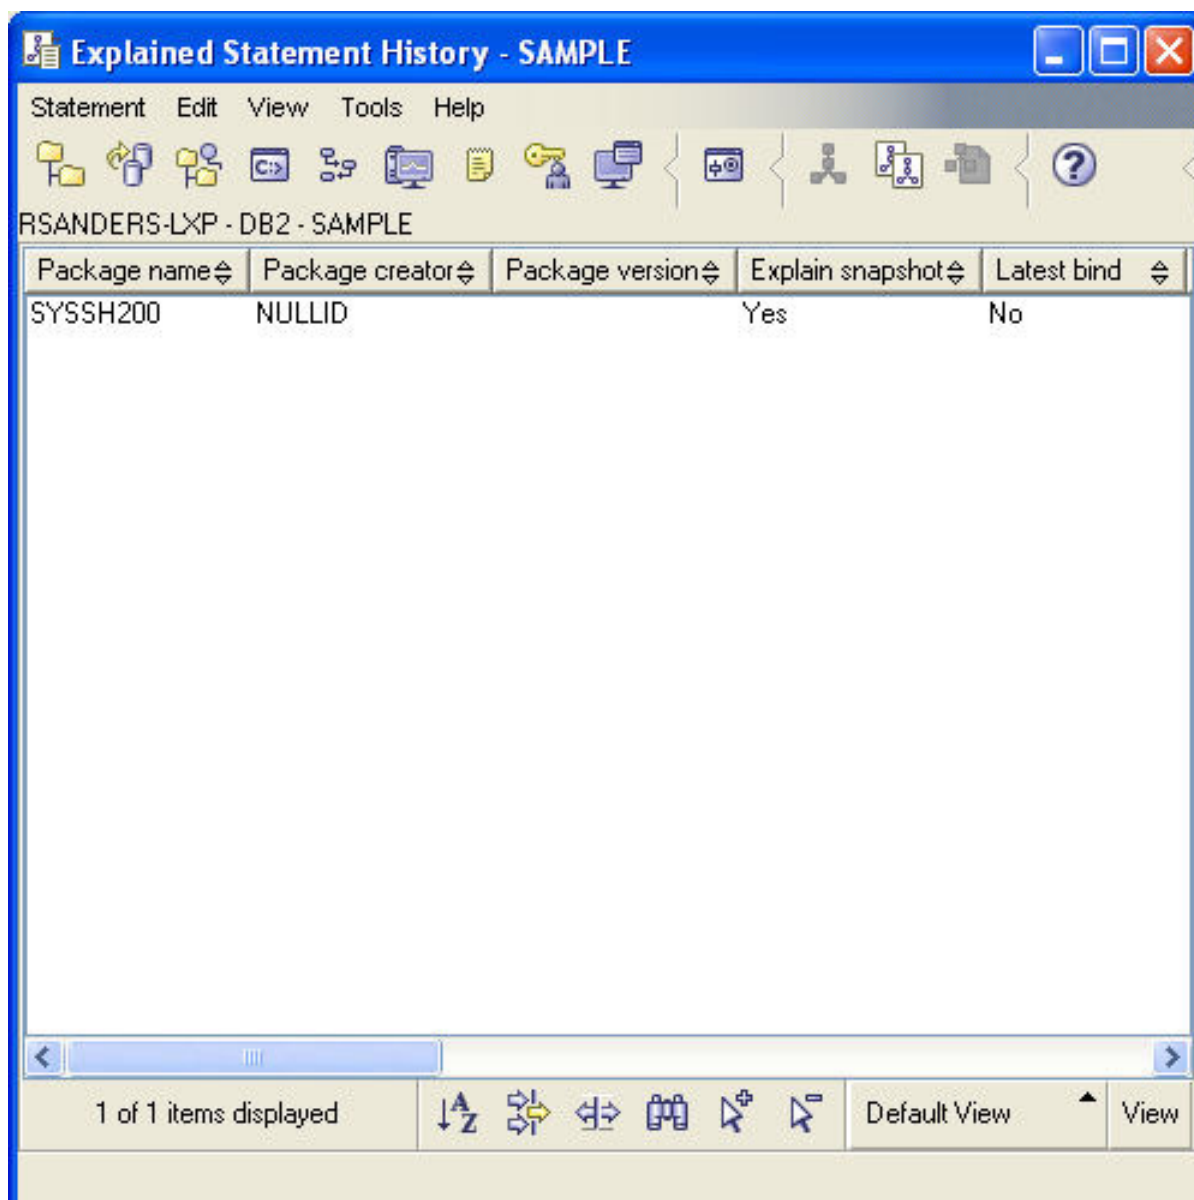 Explained Statement History - SAMPLE
Statement Edit View Tools Help
C:>
RSANDERS-LXP - DB2 - SAMPLE
Package name Package creator Package version Explain snapshot Latest bind
SYSSH200 NULLID Yes No
1 of 1 items displayed A Z Default View View